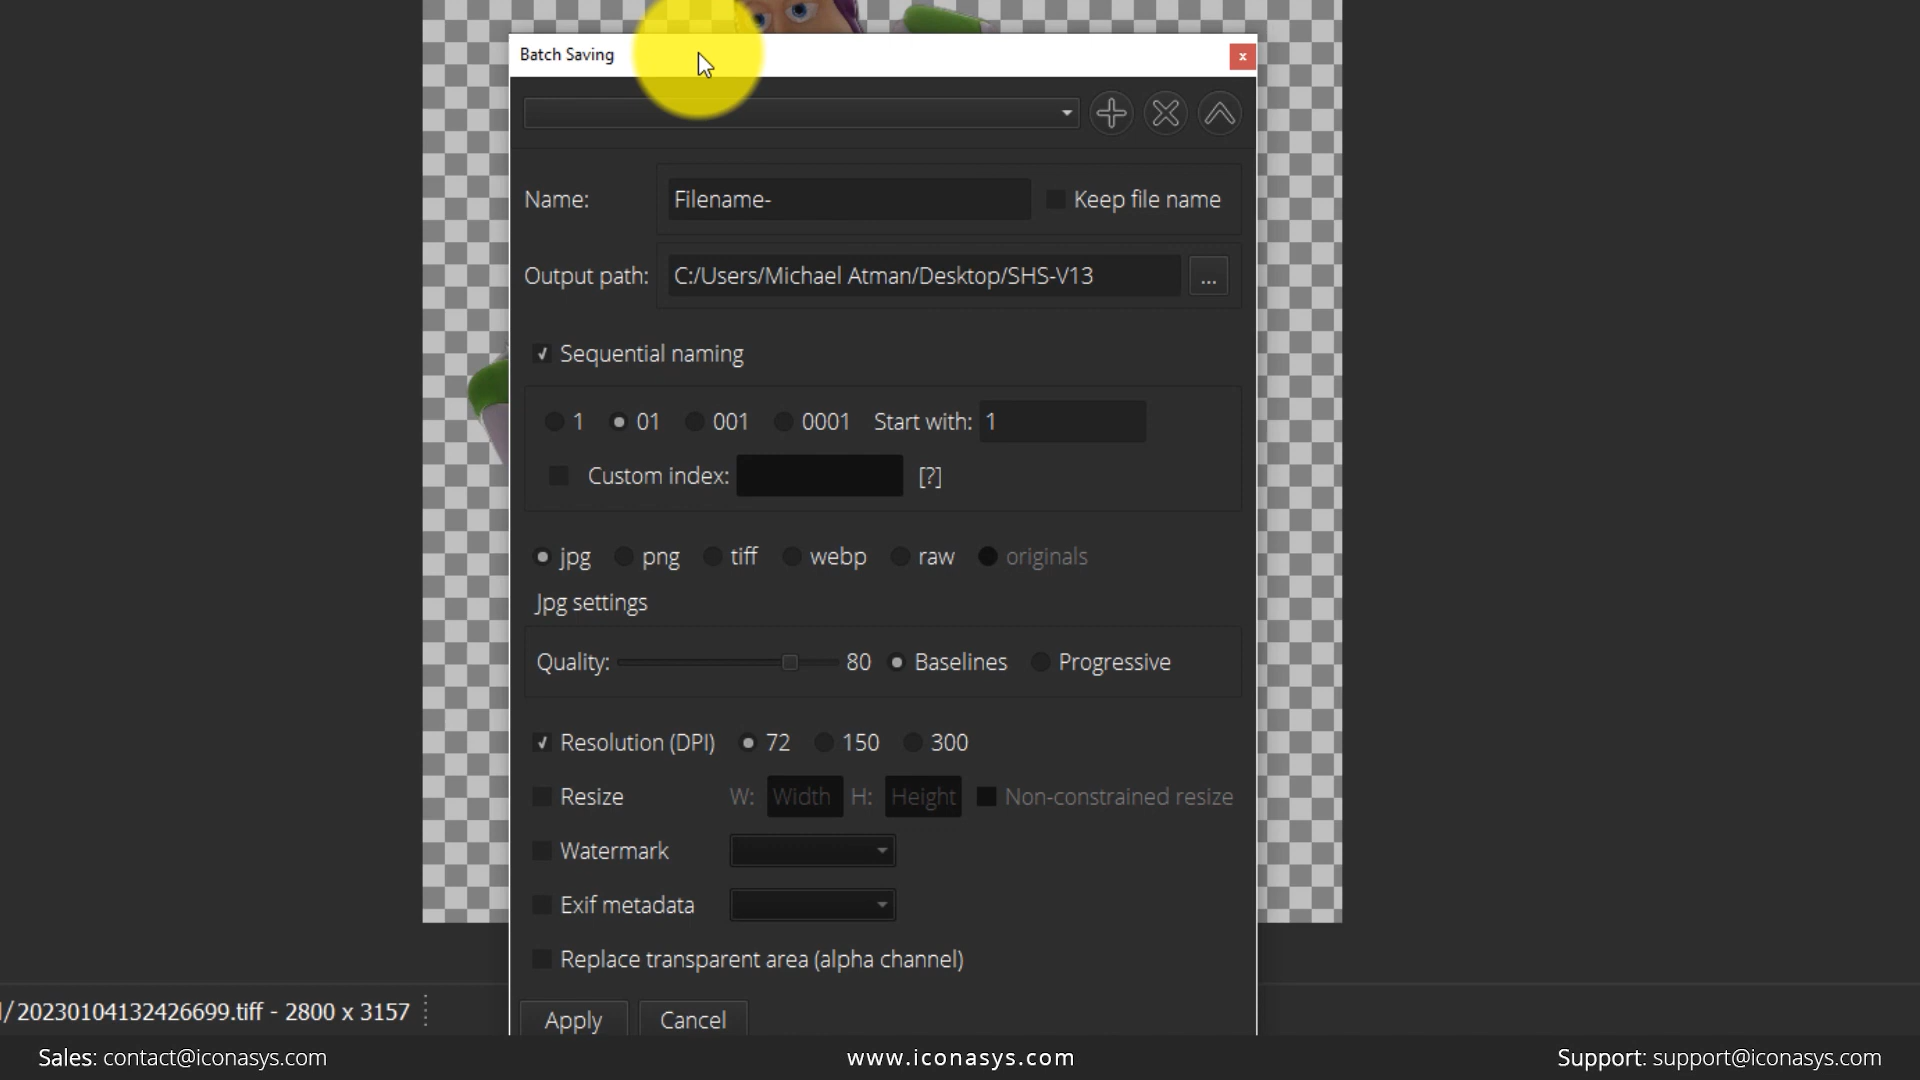 Batch Saving
x
Name: Filename- Keep file name
Output path: C:/Users/Michael Atman/Desktop/SHS-V13 ...
Sequential naming
1 01 001 0001 Start with: 1
Custom index: [?]
jpg png tiff webp raw originals
Jpg settings
Quality: 80 Baselines Progressive
Resolution (DPI) 72 150 300
Resize W: Width H: Height Non-constrained resize
Watermark
Exif metadata
Replace transparent area (alpha channel)
Apply Cancel
/20230104132426699.tiff - 2800 x 3157
Sales: contact@iconasys.com www.iconasys.com Support: support@iconasys.com